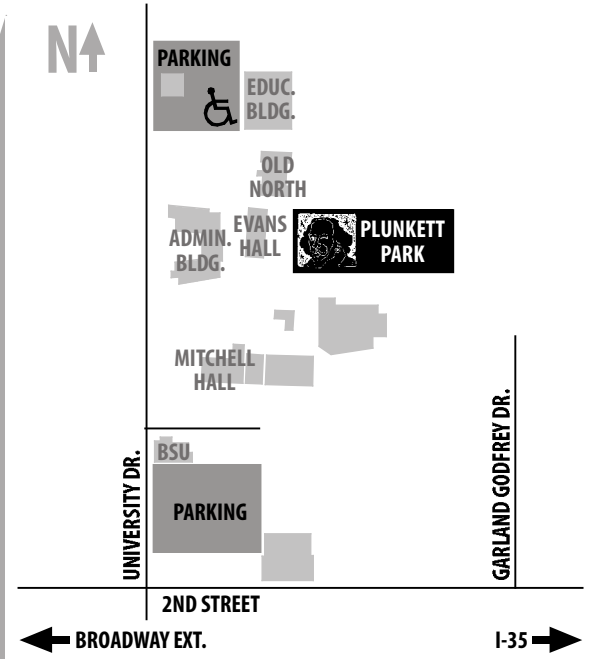 N
PARKING
EDUC.
BLDG.
OLD
NORTH
EVANS
HALL
ADMIN.
BLDG.
PLUNKETT
PARK
MITCHELL
HALL
BSU
PARKING
UNIVERSITY DR.
GARLAND GODFREY DR.
2ND STREET
BROADWAY EXT.
I-35